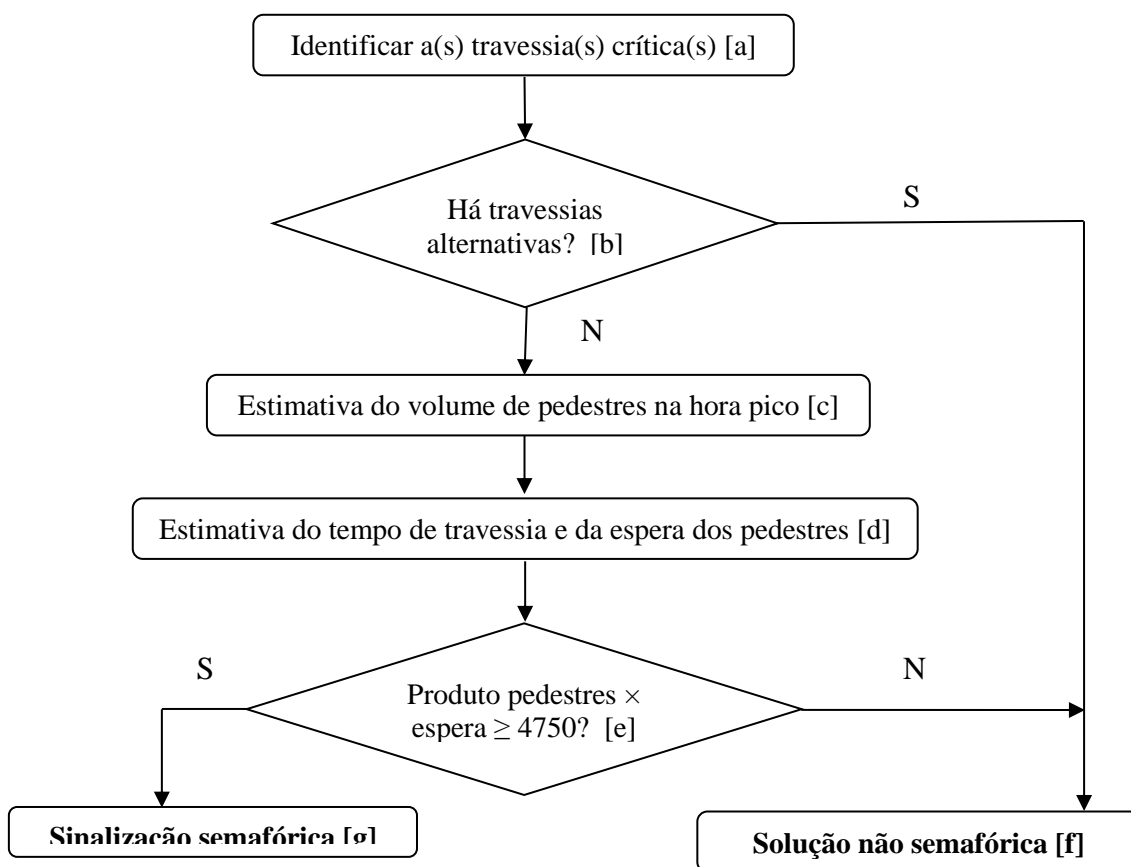 Identificar a(s) travessia(s) crítica(s) [a]
Há travessias
alternativas? [b]
S
N
Estimativa do volume de pedestres na hora pico [c]
Estimativa do tempo de travessia e da espera dos pedestres [d]
Produto pedestres ×
espera ≥ 4750? [e]
S
N
Sinalização semafórica [g]
Solução não semafórica [f]